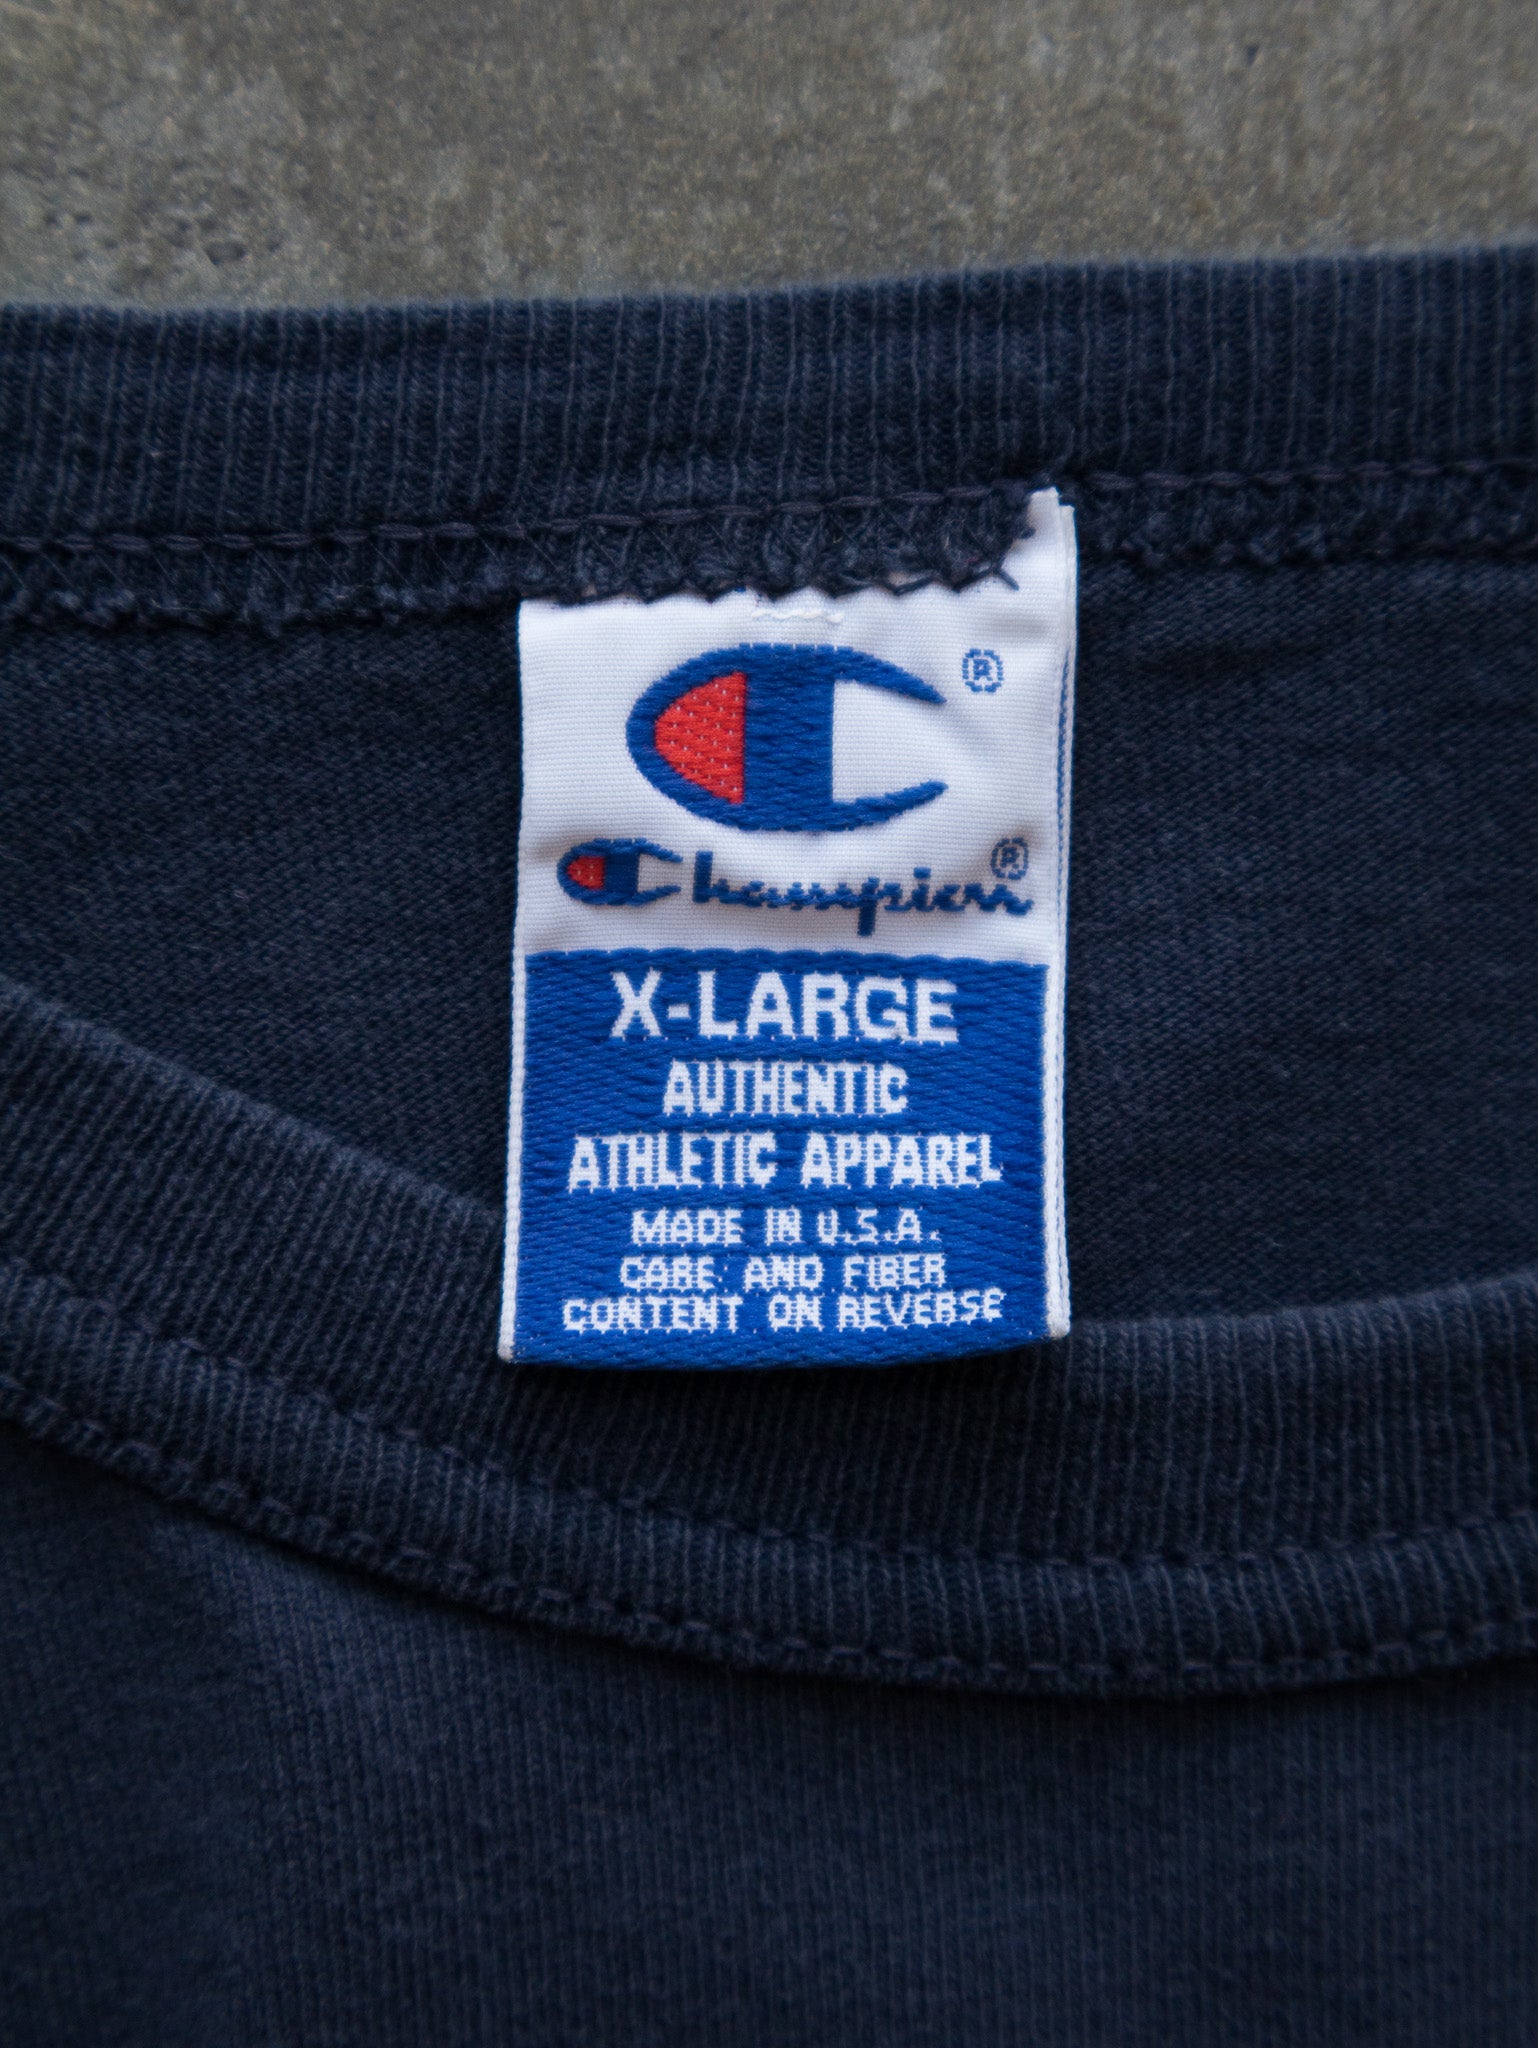 ®
Champion®
X-LARGE
AUTHENTIC
ATHLETIC APPAREL
MADE IN U.S.A.
CARE AND FIBER
CONTENT ON REVERSE